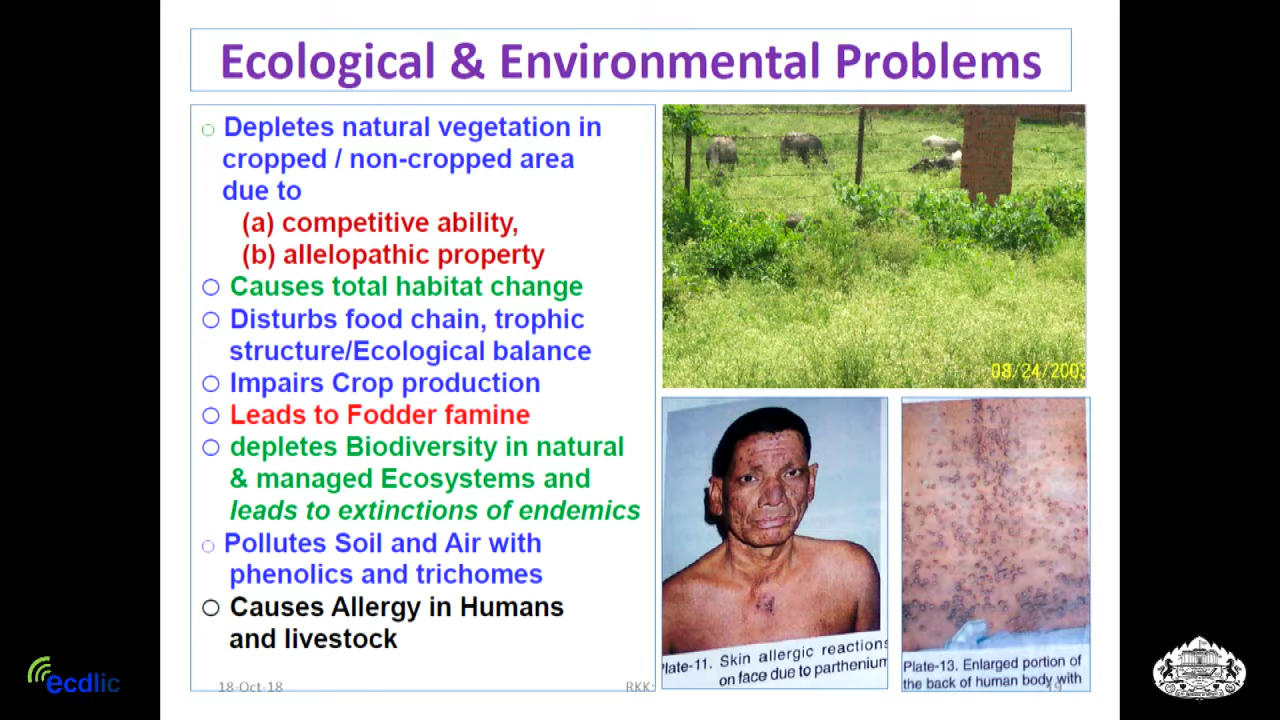 Ecological & Environmental Problems
Depletes natural vegetation in
cropped / non-cropped area
due to
(a) competitive ability,
(b) allelopathic property
Causes total habitat change
Disturbs food chain, trophic
structure/Ecological balance
Impairs Crop production
Leads to Fodder famine
depletes Biodiversity in natural
& managed Ecosystems and
leads to extinctions of endemics
Pollutes Soil and Air with
phenolics and trichomes
Causes Allergy in Humans
and livestock
08/24/200
Plate-11. Skin allergic reactions
on face due to parthenium
Plate-13. Enlarged portion of
the back of human body with
18-Oct-18
RKK:
19
ecdlic